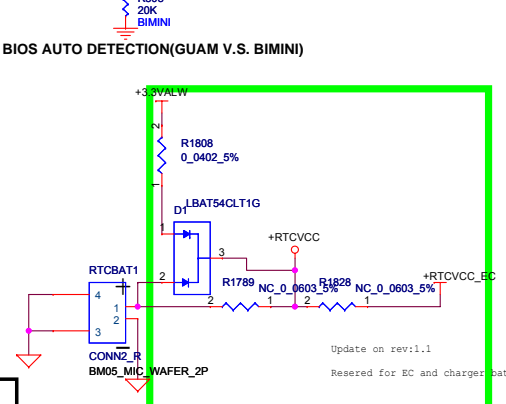 20K
BIMINI
BIOS AUTO DETECTION(GUAM V.S. BIMINI)
+3.3VALW
2
R1808
0_0402_5%
1
D1
LBAT54CLT1G
1
3
2
+RTCVCC
+RTCVCC_EC
RTCBAT1
R1789
NC_0_0603_5%
R1828
NC_0_0603_5%
2
1
2
1
4
1
2
3
CONN2_R
BM05_MIC_WAFER_2P
Update on rev:1.1
Resered for EC and charger bat